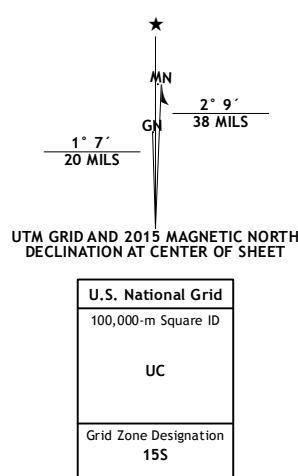 MN
GN
2° 9´
38 MILS
1° 7´
20 MILS
UTM GRID AND 2015 MAGNETIC NORTH
DECLINATION AT CENTER OF SHEET
U.S. National Grid
100,000-m Square ID
UC
Grid Zone Designation
15S